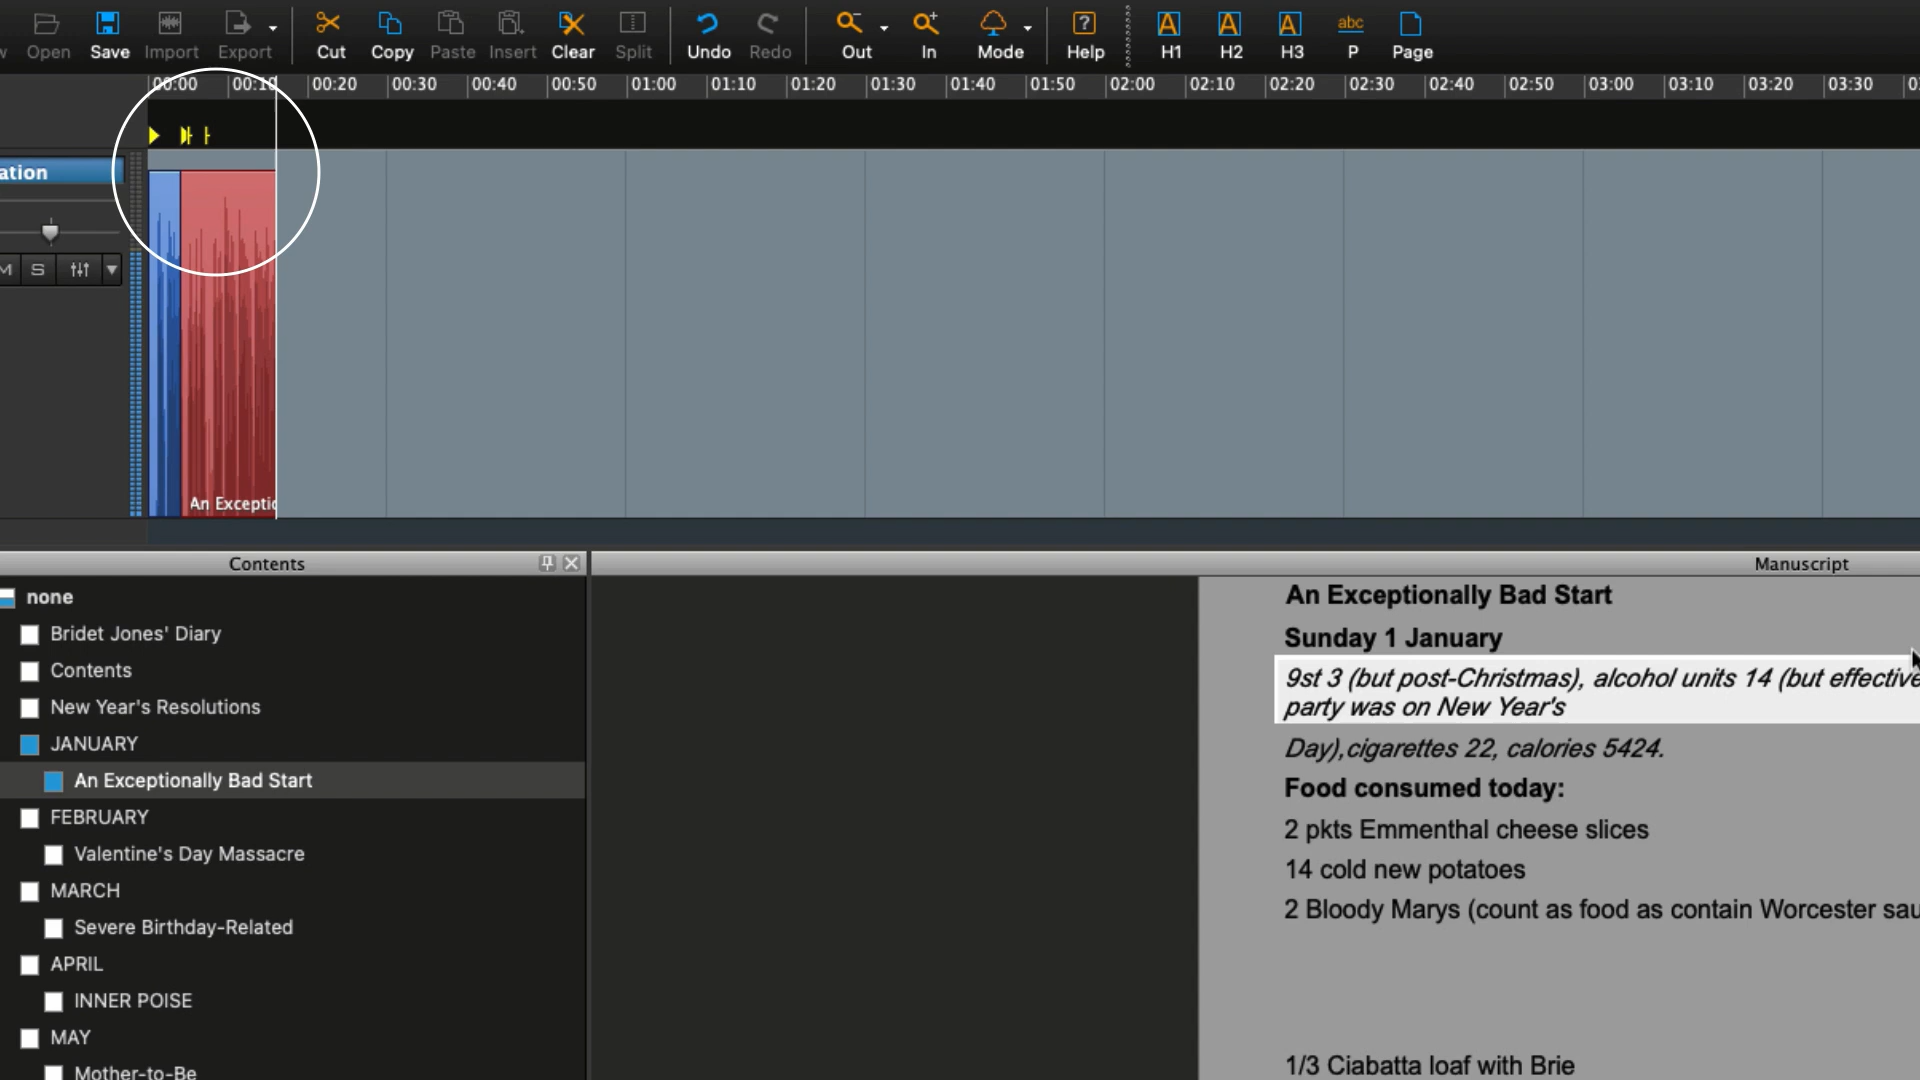 Open Save Import Export Cut Copy Paste Insert Clear Split Undo Redo Out In Mode Help H1 H2 H3 P Page
00:00 00:10 00:20 00:30 00:40 00:50 01:00 01:10 01:20 01:30 01:40 01:50 02:00 02:10 02:20 02:30 02:40 02:50 03:00 03:10 03:20 03:30
ation
M S
An Exceptio
Contents
Manuscript
none
Bridet Jones' Diary
Contents
New Year's Resolutions
JANUARY
An Exceptionally Bad Start
FEBRUARY
Valentine's Day Massacre
MARCH
Severe Birthday-Related
APRIL
INNER POISE
MAY
Mother-to-Be
An Exceptionally Bad Start
Sunday 1 January
9st 3 (but post-Christmas), alcohol units 14 (but effective
party was on New Year's
Day),cigarettes 22, calories 5424.
Food consumed today:
2 pkts Emmenthal cheese slices
14 cold new potatoes
2 Bloody Marys (count as food as contain Worcester sau
1/3 Ciabatta loaf with Brie